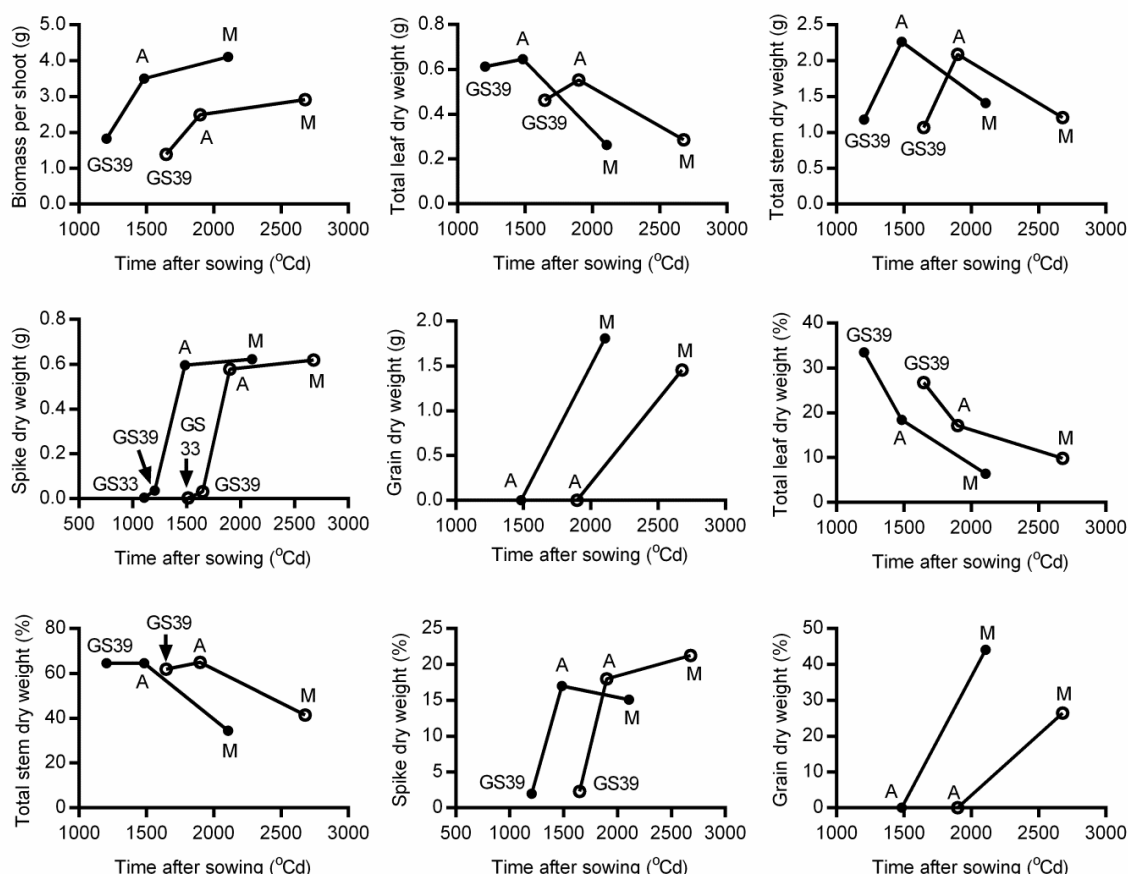 Biomass per shoot (g)
5.0
4.0
3.0
2.0
1.0
0.0
A
M
GS39
A
M
GS39
1000 1500 2000 2500 3000
Time after sowing (°Cd)
Total leaf dry weight (g)
0.8
0.6
0.4
0.2
0.0
A
A
GS39
GS39
M
M
1000 1500 2000 2500 3000
Time after sowing (°Cd)
Total stem dry weight (g)
2.5
2.0
1.5
1.0
0.5
0.0
A
A
GS39
GS39
M
M
1000 1500 2000 2500 3000
Time after sowing (°Cd)
Spike dry weight (g)
0.8
0.6
0.4
0.2
0.0
A
M
A
M
GS39
GS
33
GS33
GS39
500 1000 1500 2000 2500 3000
Time after sowing (°Cd)
Grain dry weight (g)
2.0
1.5
1.0
0.5
0.0
M
M
A
A
1000 1500 2000 2500 3000
Time after sowing (°Cd)
Total leaf dry weight (%)
40
30
20
10
0
GS39
GS39
A
A
M
M
1000 1500 2000 2500 3000
Time after sowing (°Cd)
Total stem dry weight (%)
80
60
40
20
0
GS39
GS39
A
A
M
M
1000 1500 2000 2500 3000
Time after sowing (°Cd)
Spike dry weight (%)
25
20
15
10
5
0
A
A
M
M
GS39
GS39
500 1000 1500 2000 2500 3000
Time after sowing (°Cd)
Grain dry weight (%)
50
40
30
20
10
0
M
M
A
A
1000 1500 2000 2500 3000
Time after sowing (°Cd)